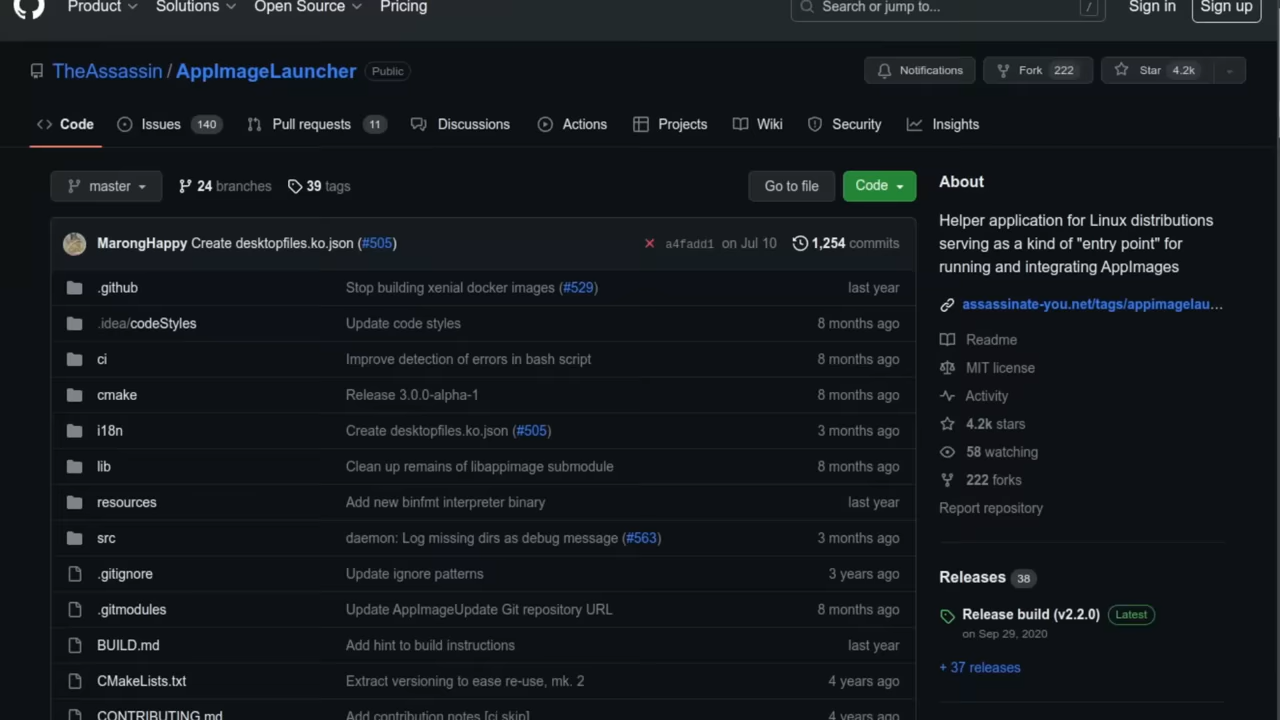 Product Solutions Open Source Pricing Search or jump to... / Sign in Sign up
TheAssassin / AppImageLauncher Public Notifications Fork 222 Star 4.2k
Code Issues 140 Pull requests 11 Discussions Actions Projects Wiki Security Insights
master 24 branches 39 tags Go to file Code
MarongHappy Create desktopfiles.ko.json (#505) a4fadd1 on Jul 10 1,254 commits
.github Stop building xenial docker images (#529) last year
.idea/codeStyles Update code styles 8 months ago
ci Improve detection of errors in bash script 8 months ago
cmake Release 3.0.0-alpha-1 8 months ago
i18n Create desktopfiles.ko.json (#505) 3 months ago
lib Clean up remains of libappimage submodule 8 months ago
resources Add new binfmt interpreter binary last year
src daemon: Log missing dirs as debug message (#563) 3 months ago
.gitignore Update ignore patterns 3 years ago
.gitmodules Update AppImageUpdate Git repository URL 8 months ago
BUILD.md Add hint to build instructions last year
CMakeLists.txt Extract versioning to ease re-use, mk. 2 4 years ago
CONTRIBUTING.md Add contribution notes [ci skip] 4 years ago
About
Helper application for Linux distributions
serving as a kind of "entry point" for
running and integrating AppImages
assassinate-you.net/tags/appimagelau...
Readme
MIT license
Activity
4.2k stars
58 watching
222 forks
Report repository
Releases 38
Release build (v2.2.0) Latest
on Sep 29, 2020
+ 37 releases